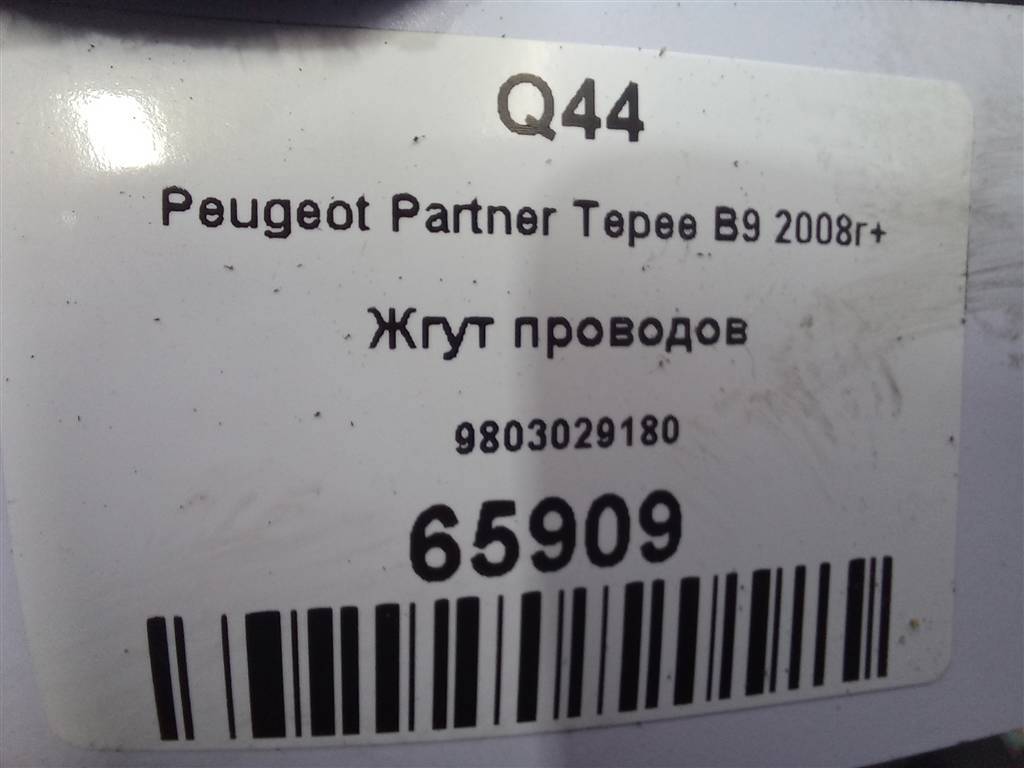 Q44
Peugeot Partner Tepee B9 2008г+
Жгут проводов
9803029180
65909